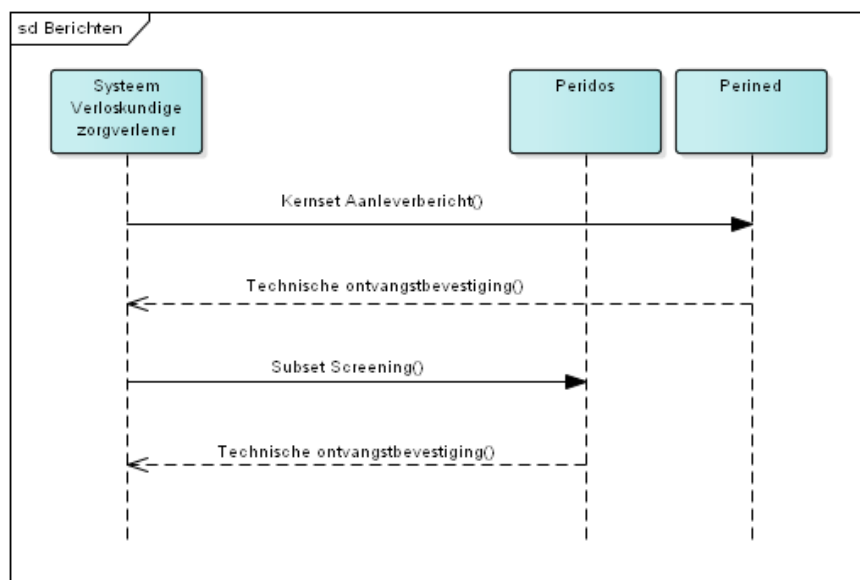 sd Berichten
Systeem
Verloskundige
zorgverlener
Peridos
Perined
Kernset Aanleverbericht()
Technische ontvangstbevestiging()
Subset Screening()
Technische ontvangstbevestiging()